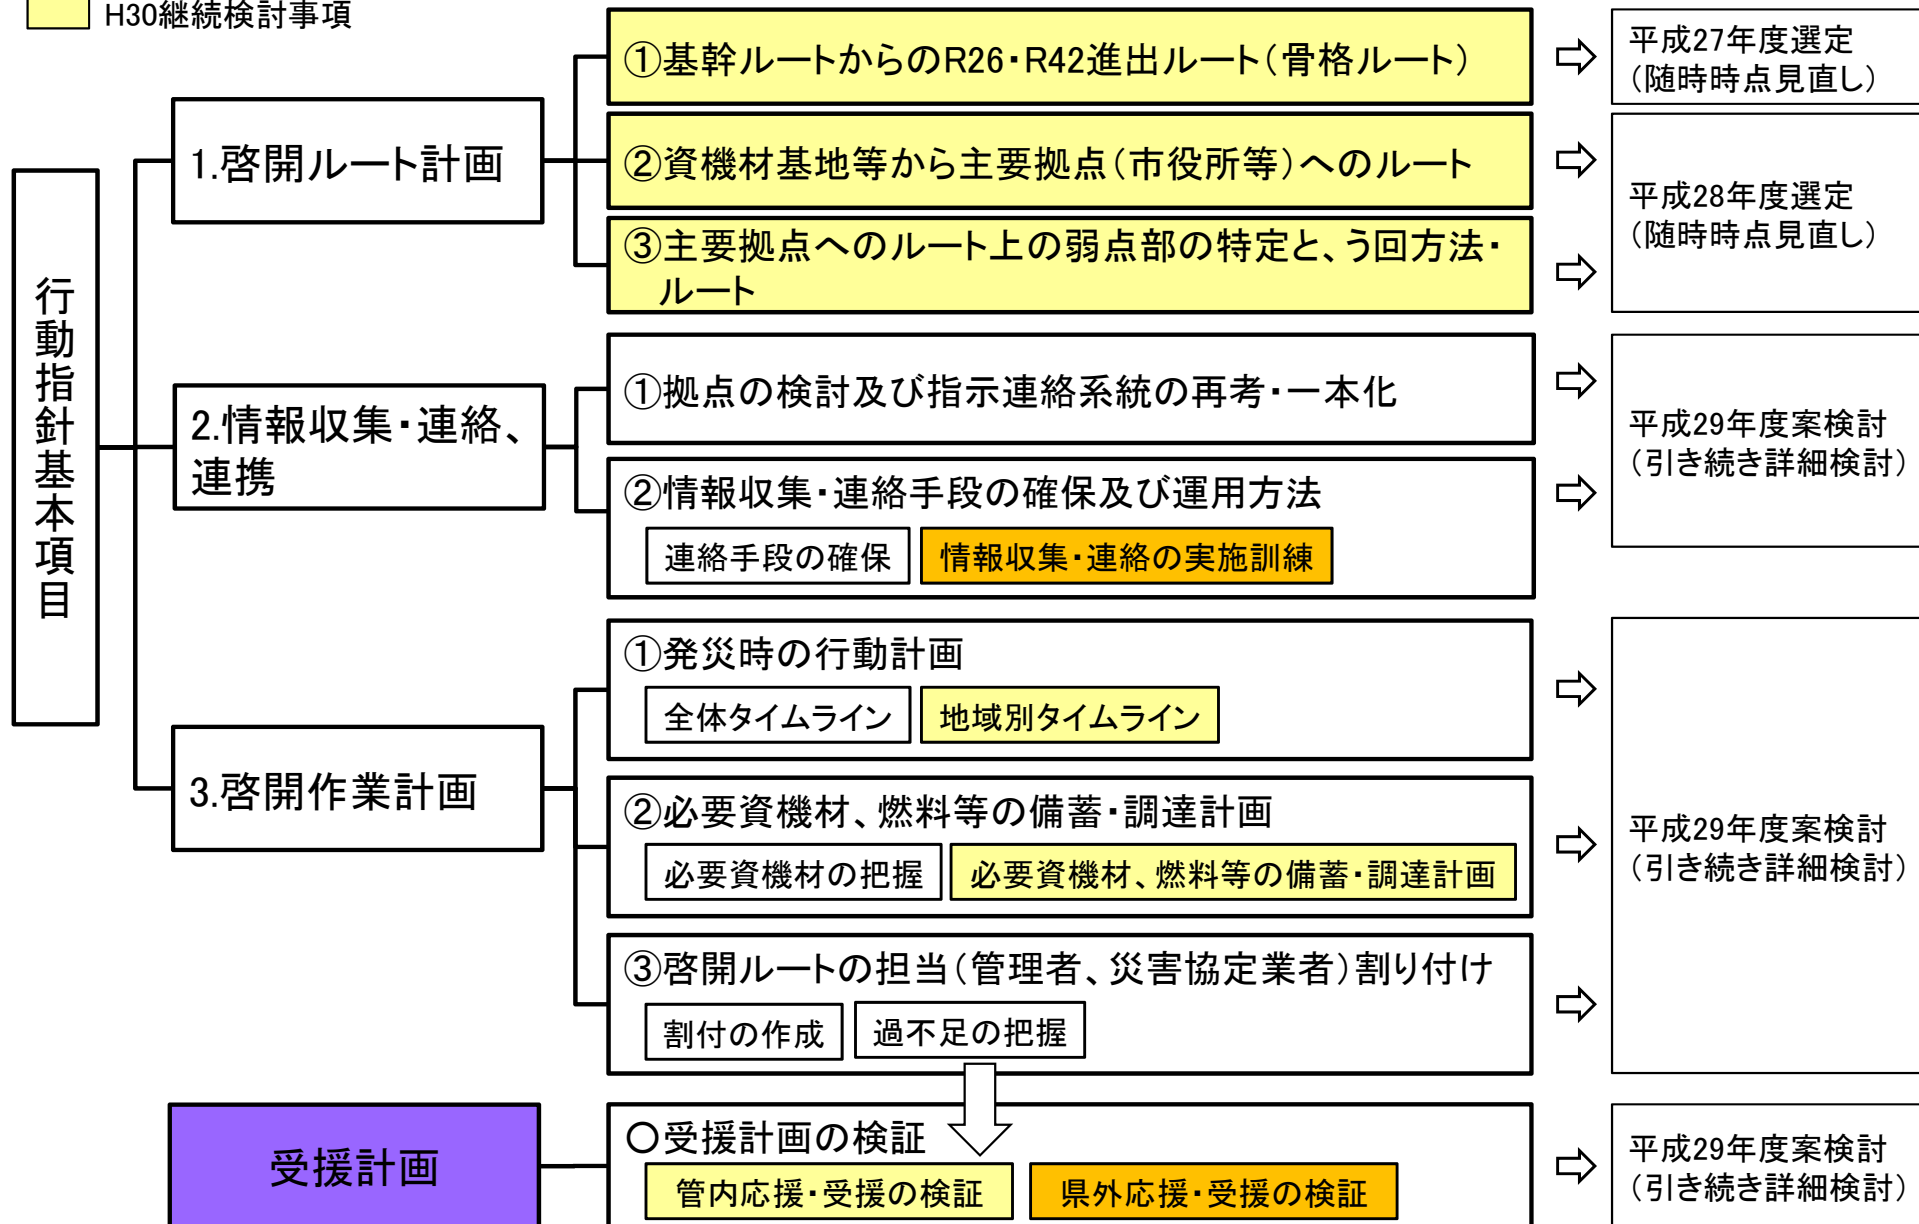 H30継続検討事項
行動指針基本項目
1.啓開ルート計画
①基幹ルートからのR26・R42進出ルート(骨格ルート)
平成27年度選定
(随時時点見直し)
②資機材基地等から主要拠点(市役所等)へのルート
③主要拠点へのルート上の弱点部の特定と、う回方法・
ルート
平成28年度選定
(随時時点見直し)
2.情報収集・連絡、
連携
①拠点の検討及び指示連絡系統の再考・一本化
②情報収集・連絡手段の確保及び運用方法
連絡手段の確保
情報収集・連絡の実施訓練
平成29年度案検討
(引き続き詳細検討)
3.啓開作業計画
①発災時の行動計画
全体タイムライン
地域別タイムライン
②必要資機材、燃料等の備蓄・調達計画
必要資機材の把握
必要資機材、燃料等の備蓄・調達計画
③啓開ルートの担当(管理者、災害協定業者)割り付け
割付の作成
過不足の把握
平成29年度案検討
(引き続き詳細検討)
受援計画
〇受援計画の検証
管内応援・受援の検証
県外応援・受援の検証
平成29年度案検討
(引き続き詳細検討)